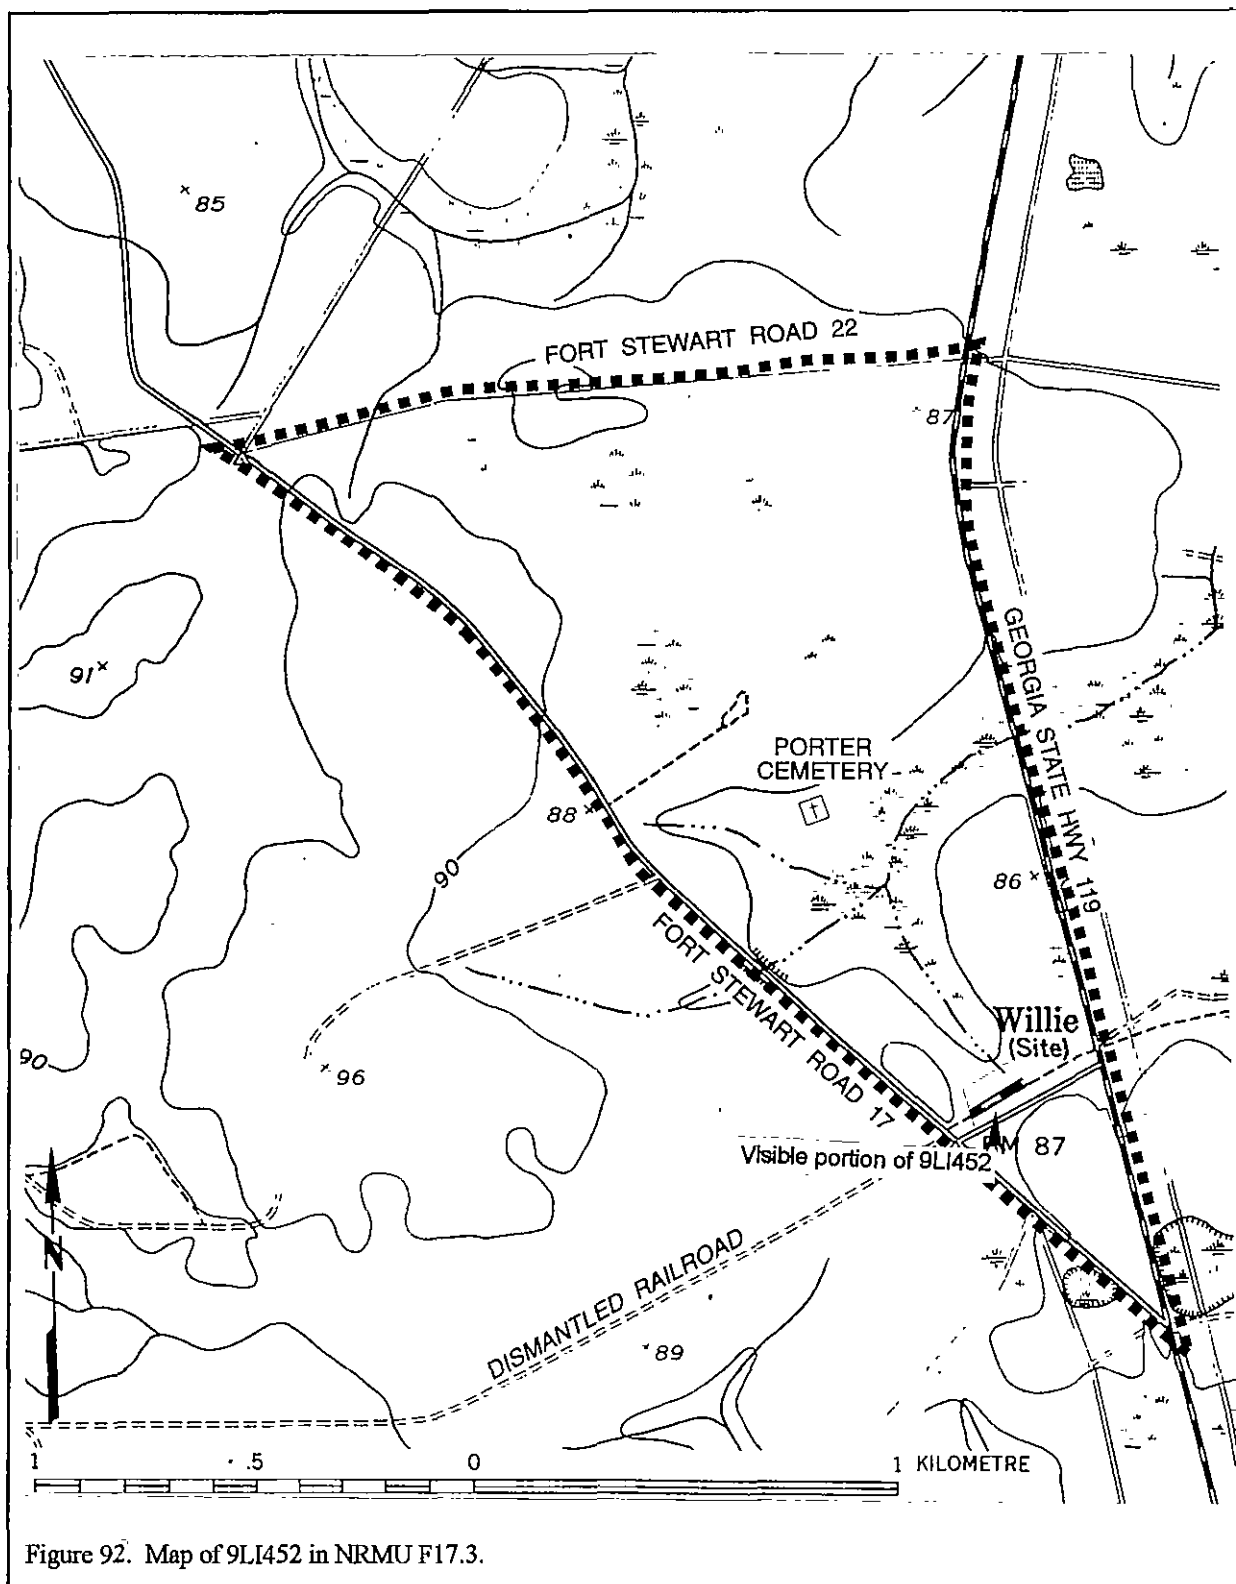 85
FORT STEWART ROAD 22
87
GEORGIA STATE HWY 119
91
PORTER
CEMETERY
88
86
90
FORT STEWART ROAD 17
Willie
(Site)
90
96
87
Visible portion of 9LI452
N
DISMANTLED RAILROAD
89
1 .5 0 1 KILOMETRE
Figure 92. Map of 9LI452 in NRMU F17.3.